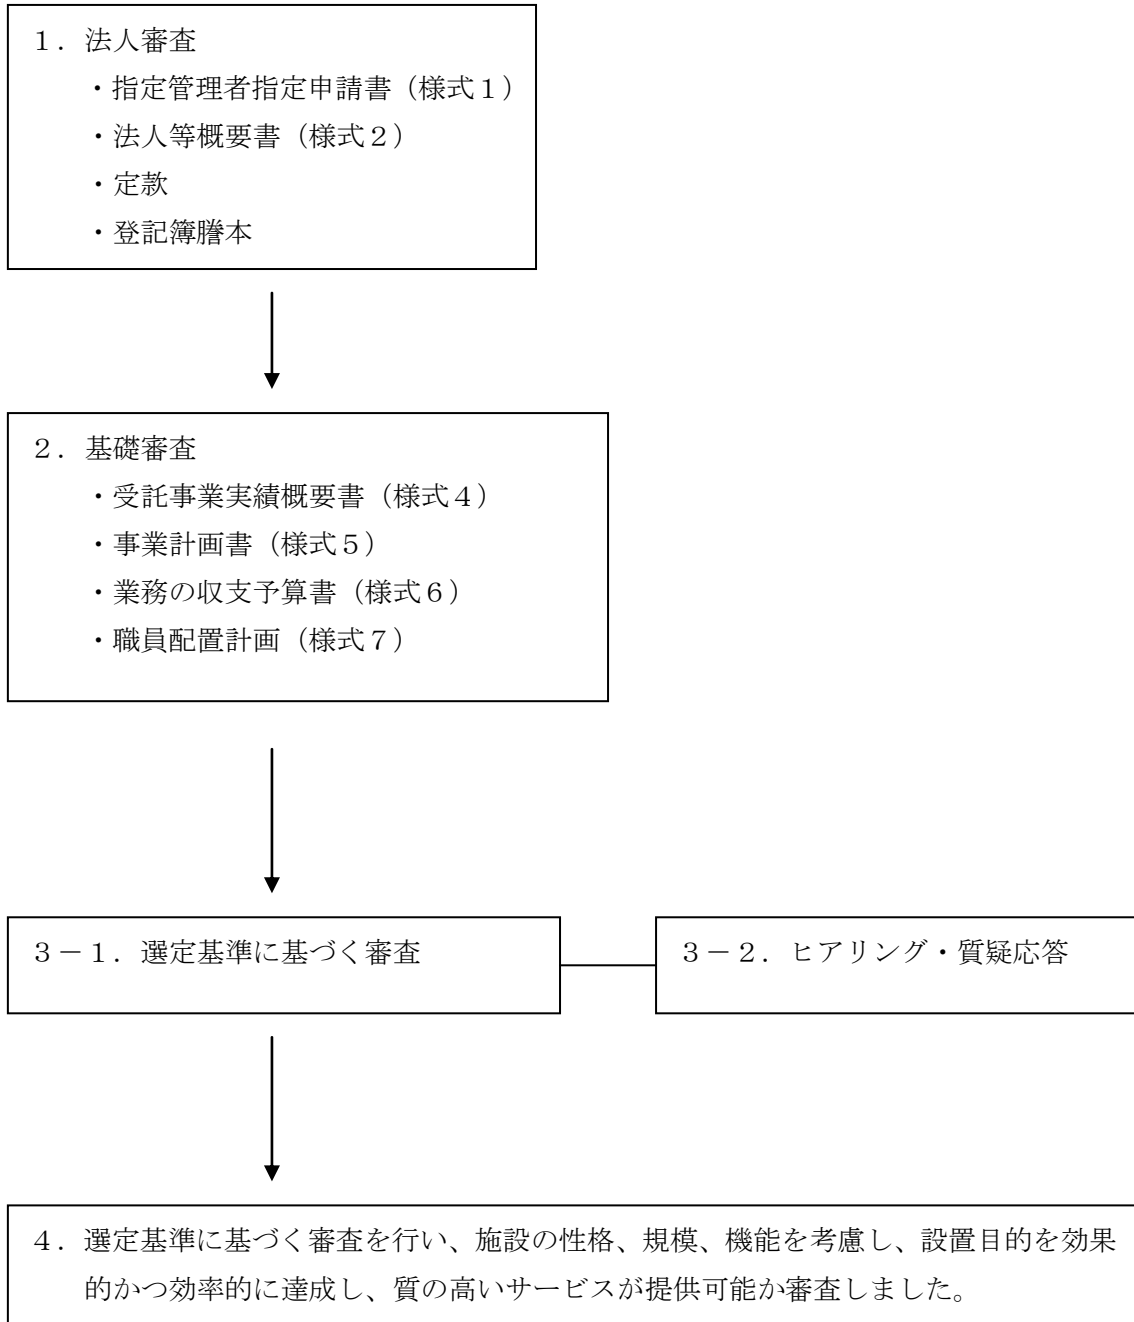 １．法人審査
・指定管理者指定申請書（様式１）
・法人等概要書（様式２）
・定款
・登記簿謄本
２．基礎審査
・受託事業実績概要書（様式４）
・事業計画書（様式５）
・業務の収支予算書（様式６）
・職員配置計画（様式７）
３－１．選定基準に基づく審査
３－２．ヒアリング・質疑応答
４．選定基準に基づく審査を行い、施設の性格、規模、機能を考慮し、設置目的を効果
的かつ効率的に達成し、質の高いサービスが提供可能か審査しました。